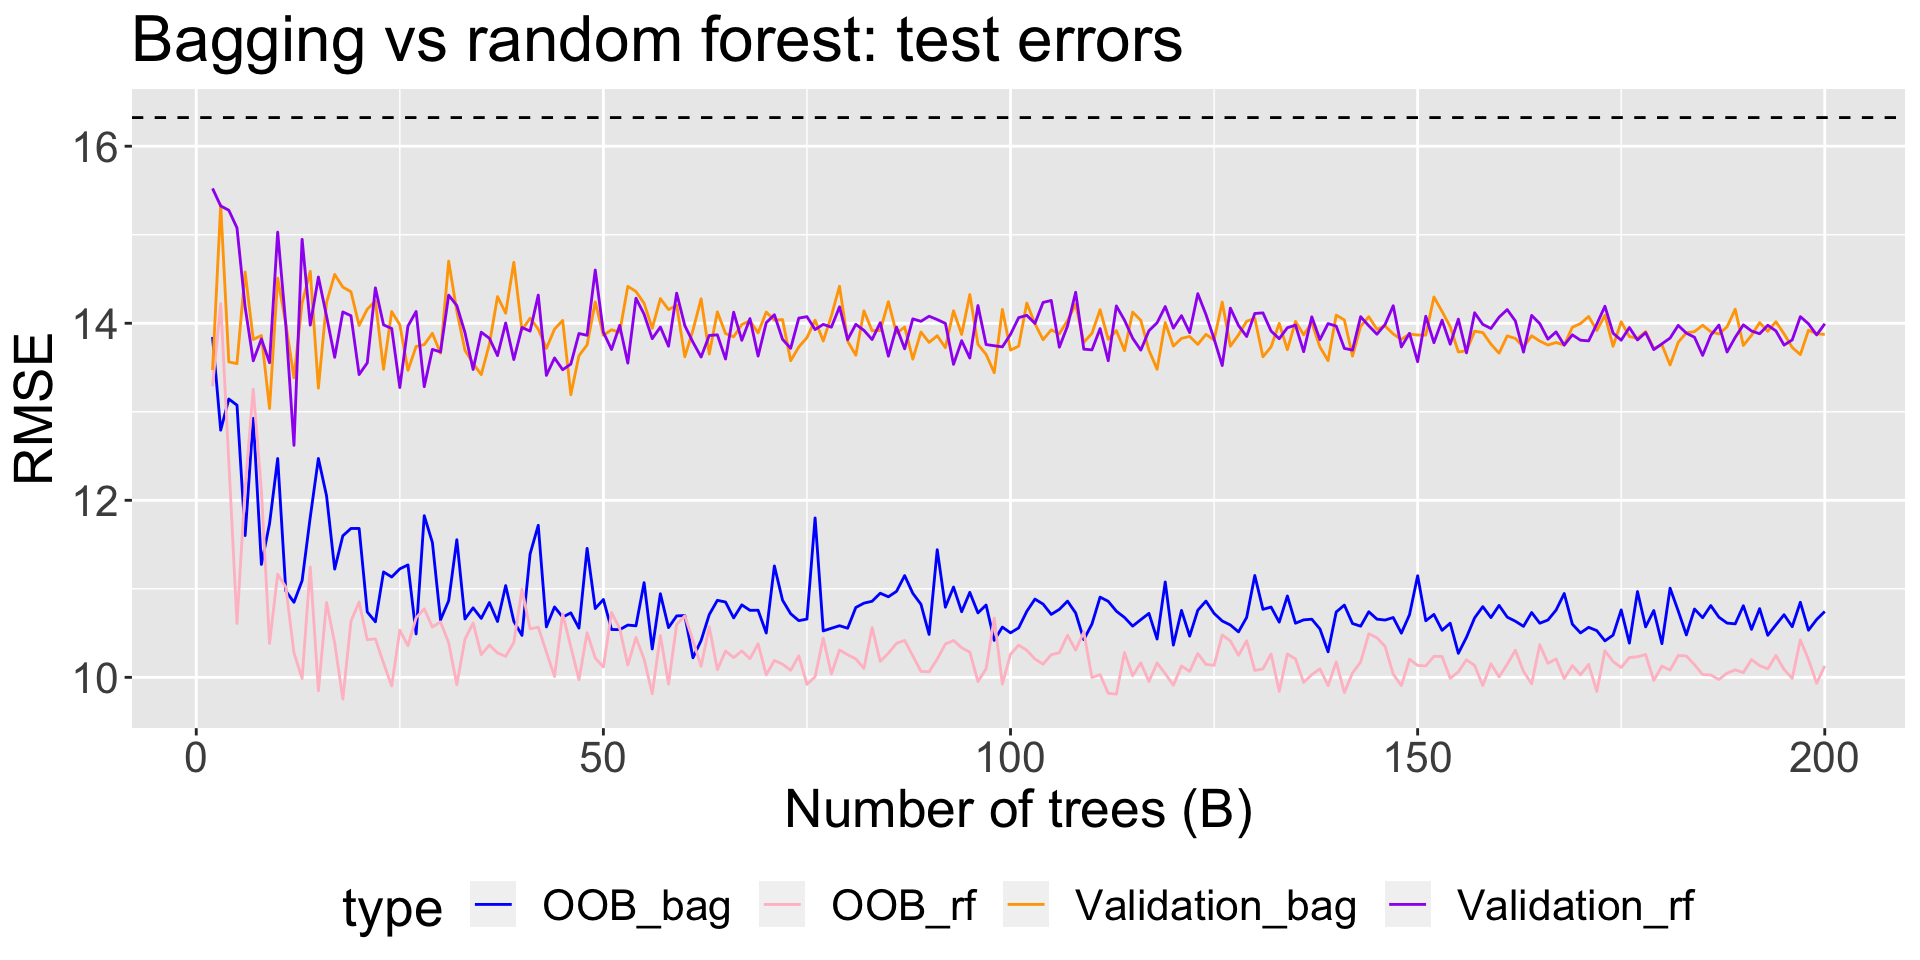 Bagging vs random forest: test errors
RMSE
16
14
12
10
0 50 100 150 200
Number of trees (B)
type OOB_bag OOB_rf Validation_bag Validation_rf